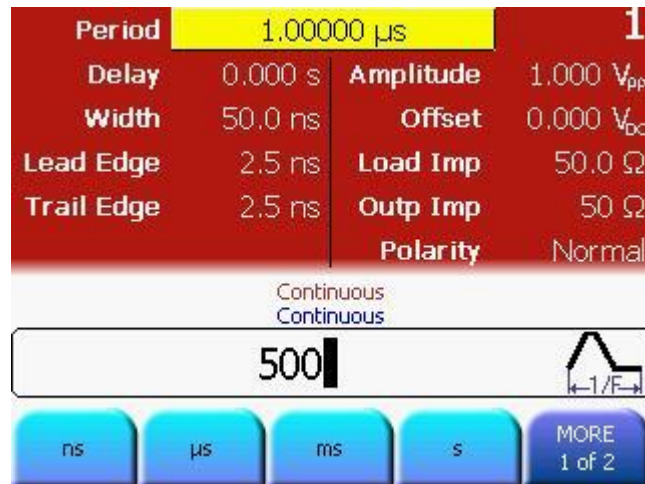 Period 1.00000 µs 1
Delay 0.000 s Amplitude 1.000 Vpp
Width 50.0 ns Offset 0.000 VDC
Lead Edge 2.5 ns Load Imp 50.0 Ω
Trail Edge 2.5 ns Outp Imp 50 Ω
Polarity Normal
Continuous
Continuous
500
1/F
ns µs ms s MORE
1 of 2